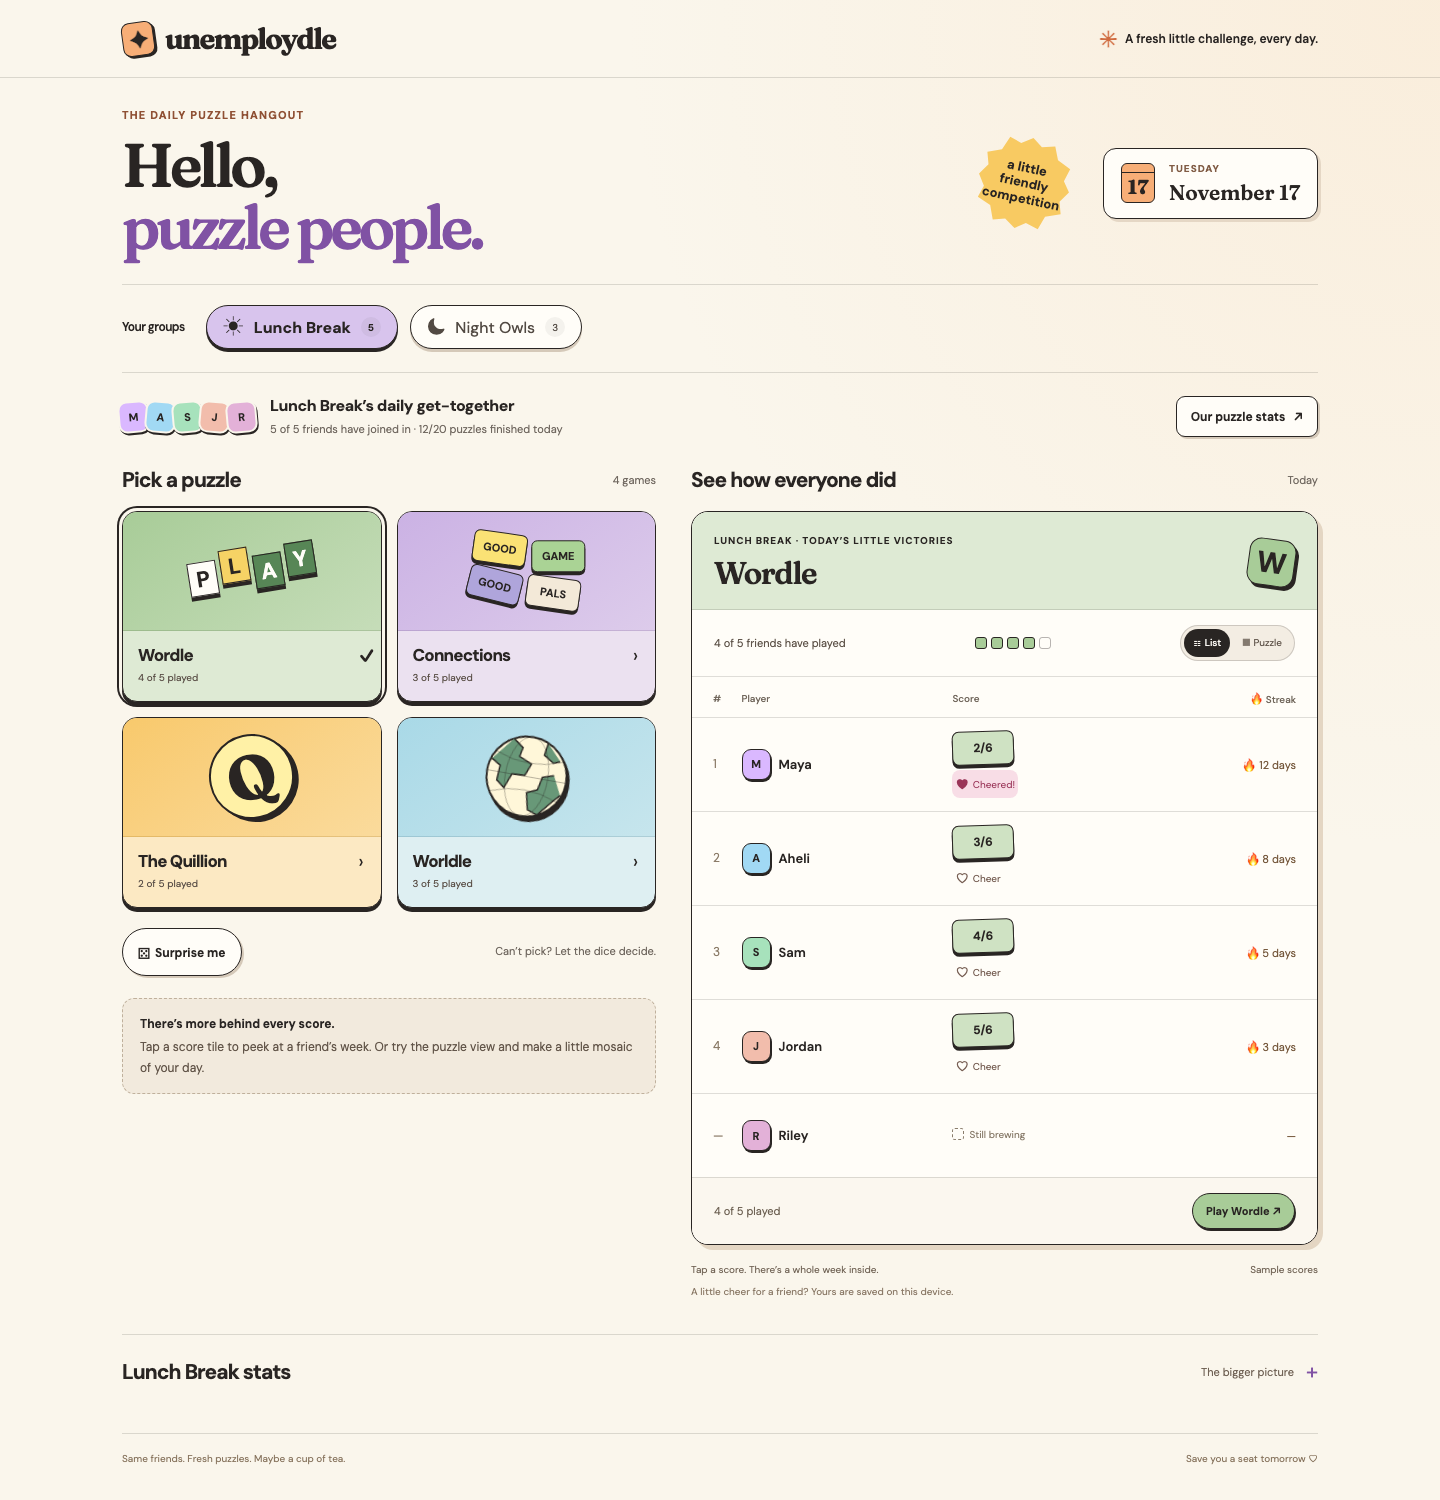 unemploydle
A fresh little challenge, every day.
THE DAILY PUZZLE HANGOUT
Hello,
puzzle people.
a little
friendly
competition
17
TUESDAY
November 17
Your groups
Lunch Break 5
Night Owls 3
M A S J R
Lunch Break's daily get-together
5 of 5 friends have joined in · 12/20 puzzles finished today
Our puzzle stats ↗
Pick a puzzle
4 games
P L A Y
Wordle ✓
4 of 5 played
GOOD GAME
GOOD PALS
Connections ›
3 of 5 played
Q
The Quillion ›
2 of 5 played
Worldle ›
3 of 5 played
Surprise me
Can't pick? Let the dice decide.
There's more behind every score.
Tap a score tile to peek at a friend's week. Or try the puzzle view and make a little mosaic
of your day.
See how everyone did
Today
LUNCH BREAK · TODAY'S LITTLE VICTORIES
Wordle
W
4 of 5 friends have played
List
Puzzle
# Player Score 🔥 Streak
1 M Maya 2/6 🔥 12 days
Cheered!
2 A Aheli 3/6 🔥 8 days
Cheer
3 S Sam 4/6 🔥 5 days
Cheer
4 J Jordan 5/6 🔥 3 days
Cheer
— R Riley Still brewing —
4 of 5 played
Play Wordle ↗
Tap a score. There's a whole week inside.
Sample scores
A little cheer for a friend? Yours are saved on this device.
Lunch Break stats
The bigger picture +
Same friends. Fresh puzzles. Maybe a cup of tea.
Save you a seat tomorrow ♡